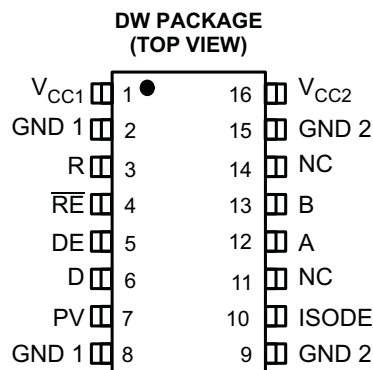 DW PACKAGE
(TOP VIEW)
VCC1 1 16 VCC2
GND 1 2 15 GND 2
R 3 14 NC
R̅E̅ 4 13 B
DE 5 12 A
D 6 11 NC
PV 7 10 ISODE
GND 1 8 9 GND 2